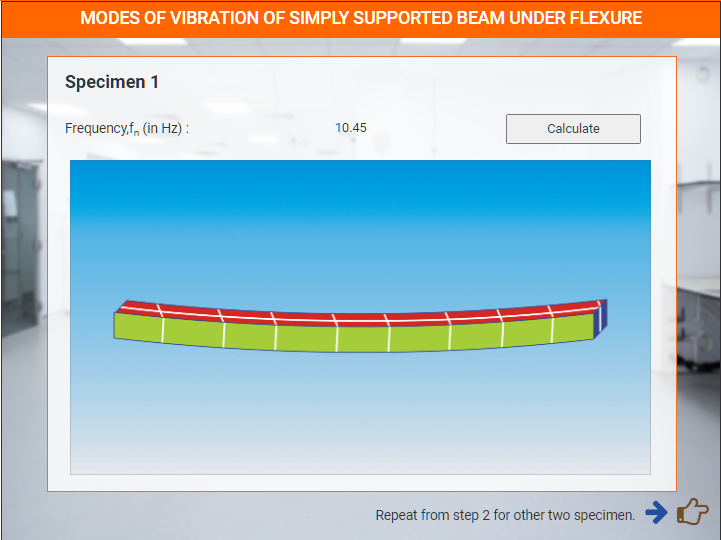 MODES OF VIBRATION OF SIMPLY SUPPORTED BEAM UNDER FLEXURE
Specimen 1
Frequency,fn (in Hz) : 10.45 Calculate
Repeat from step 2 for other two specimen.